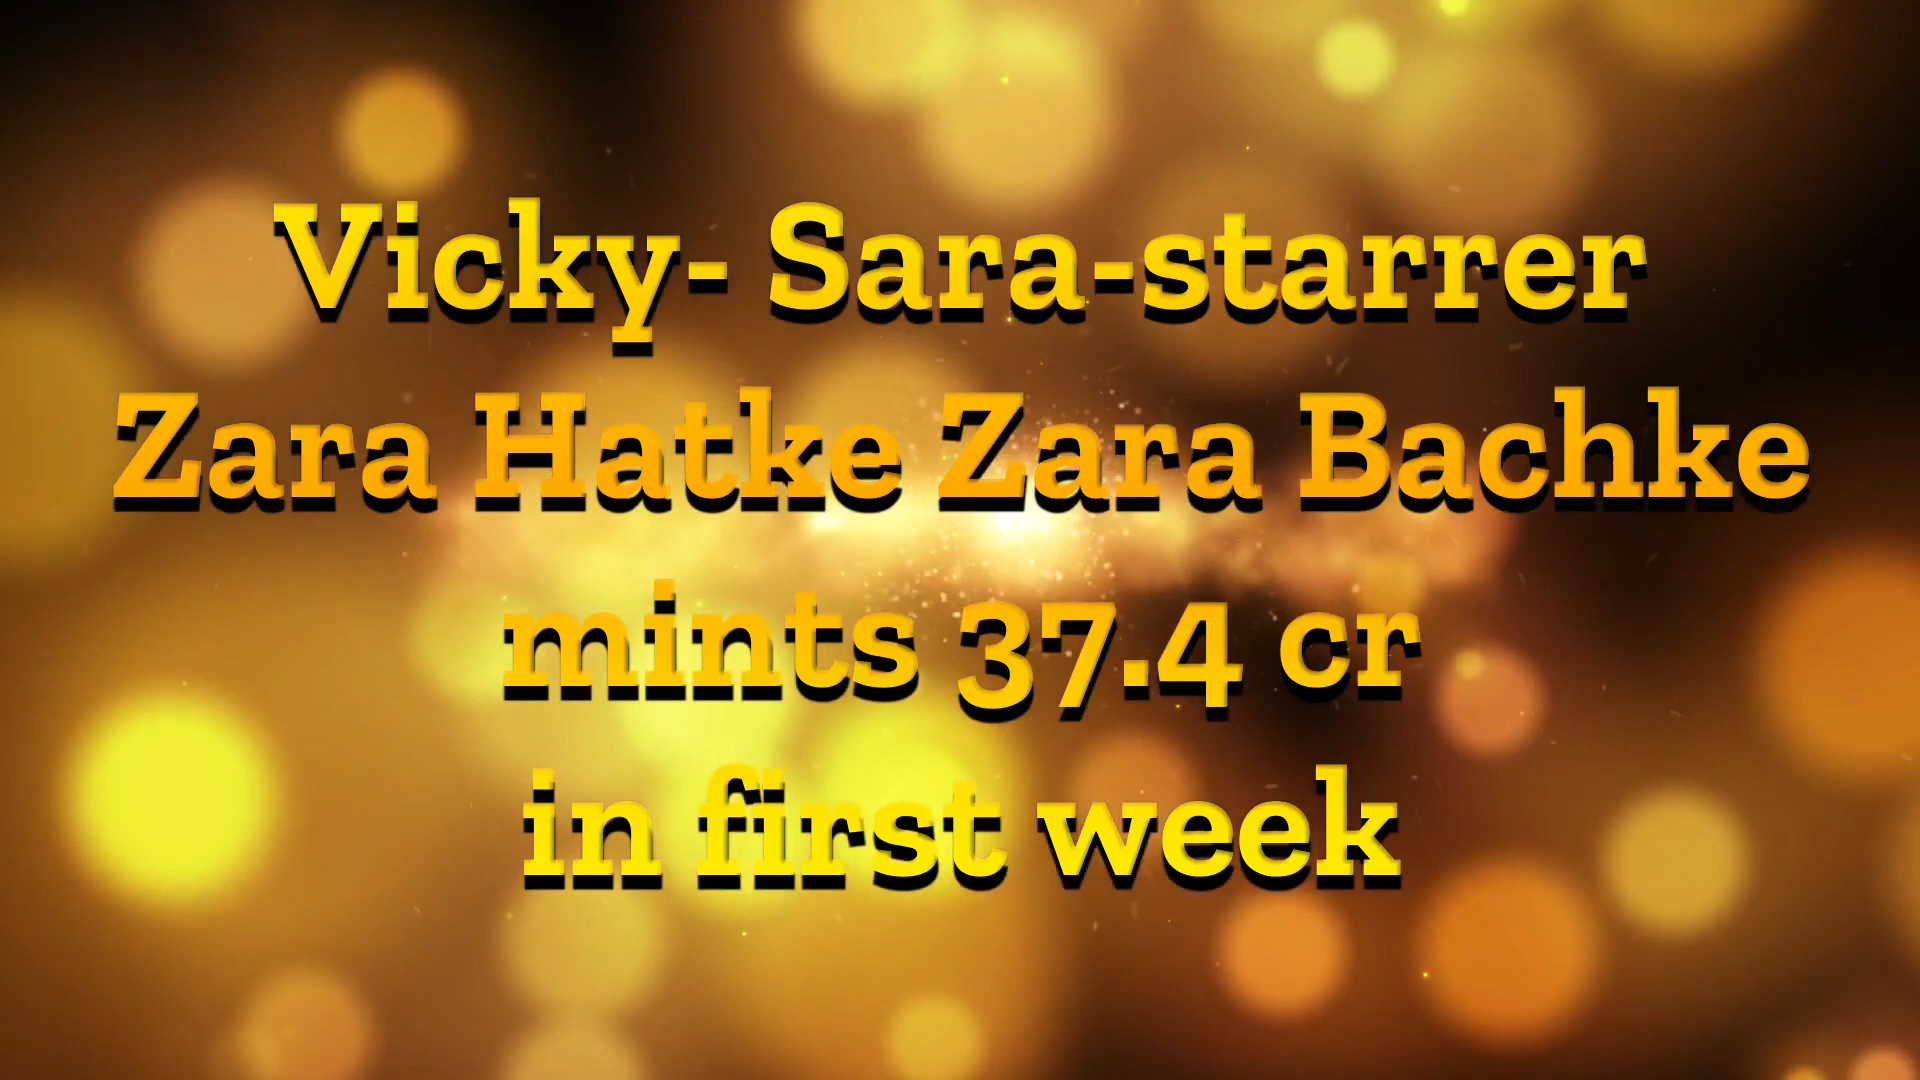 Vicky- Sara-starrer
Zara Hatke Zara Bachke
mints 37.4 cr
in first week